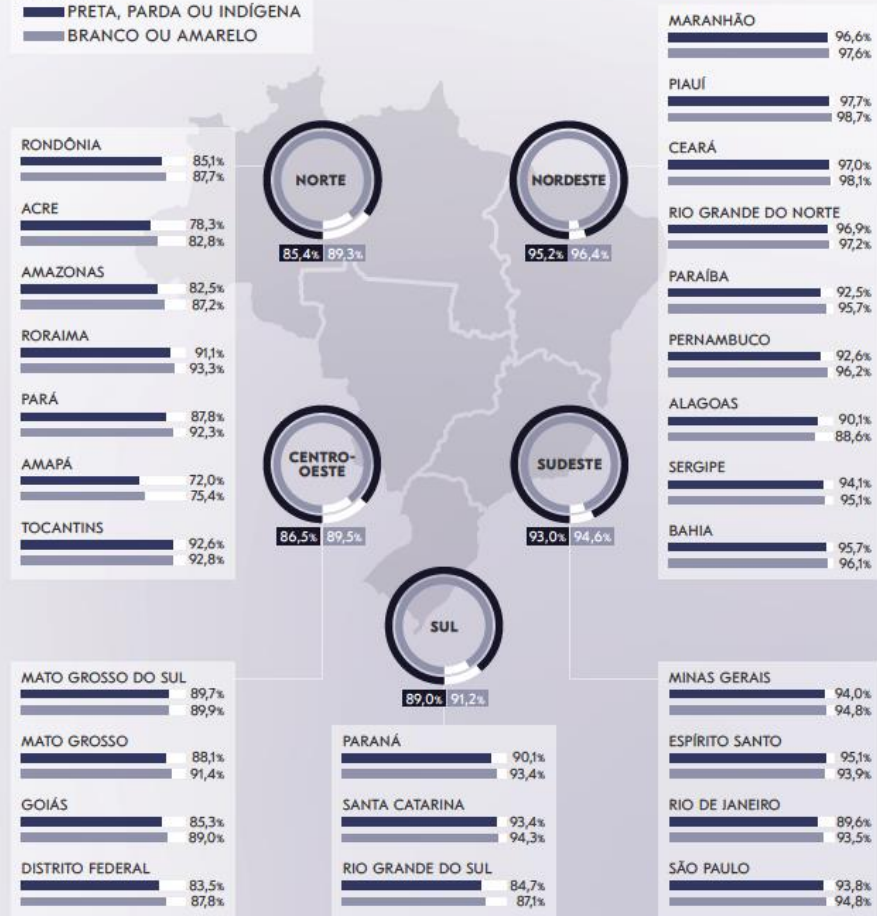 PRETA, PARDA OU INDÍGENA
BRANCO OU AMARELO
RONDÔNIA
85,1%
87,7%
ACRE
78,3%
82,8%
AMAZONAS
82,5%
87,2%
RORAIMA
91,1%
93,3%
PARÁ
87,8%
92,3%
AMAPÁ
72,0%
75,4%
TOCANTINS
92,6%
92,8%
NORTE
85,4% 89,3%
NORDESTE
95,2% 96,4%
CENTRO-
OESTE
86,5% 89,5%
SUDESTE
93,0% 94,6%
SUL
89,0% 91,2%
MARANHÃO
96,6%
97,6%
PIAUÍ
97,7%
98,7%
CEARÁ
97,0%
98,1%
RIO GRANDE DO NORTE
96,9%
97,2%
PARAÍBA
92,5%
95,7%
PERNAMBUCO
92,6%
96,2%
ALAGOAS
90,1%
88,6%
SERGIPE
94,1%
95,1%
BAHIA
95,7%
96,1%
MATO GROSSO DO SUL
89,7%
89,9%
MATO GROSSO
88,1%
91,4%
GOIÁS
85,3%
89,0%
DISTRITO FEDERAL
83,5%
87,8%
PARANÁ
90,1%
93,4%
SANTA CATARINA
93,4%
94,3%
RIO GRANDE DO SUL
84,7%
87,1%
MINAS GERAIS
94,0%
94,8%
ESPÍRITO SANTO
95,1%
93,9%
RIO DE JANEIRO
89,6%
93,5%
SÃO PAULO
93,8%
94,8%